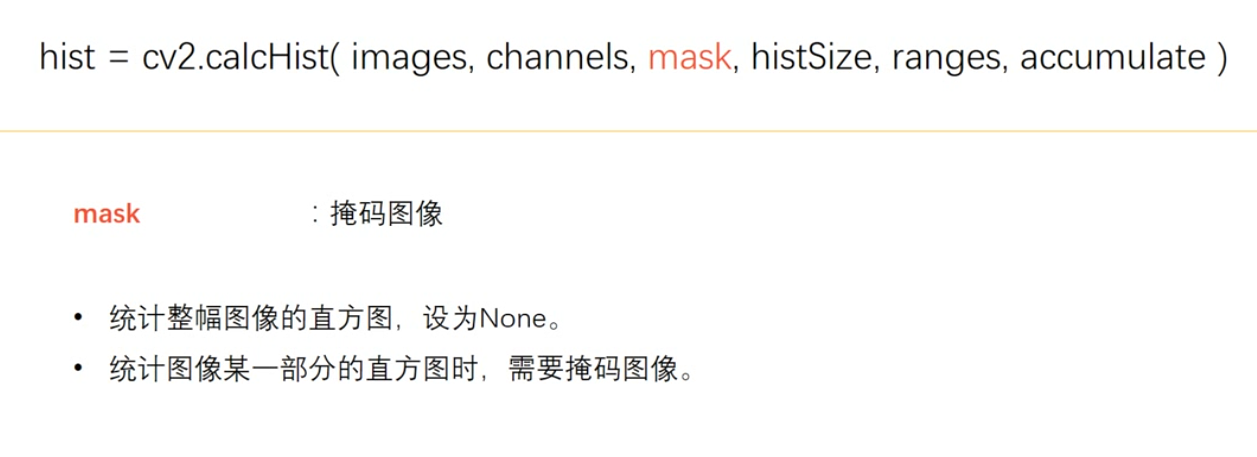 hist = cv2.calcHist( images, channels, mask, histSize, ranges, accumulate )
mask : 掩码图像
• 统计整幅图像的直方图，设为None。
• 统计图像某一部分的直方图时，需要掩码图像。